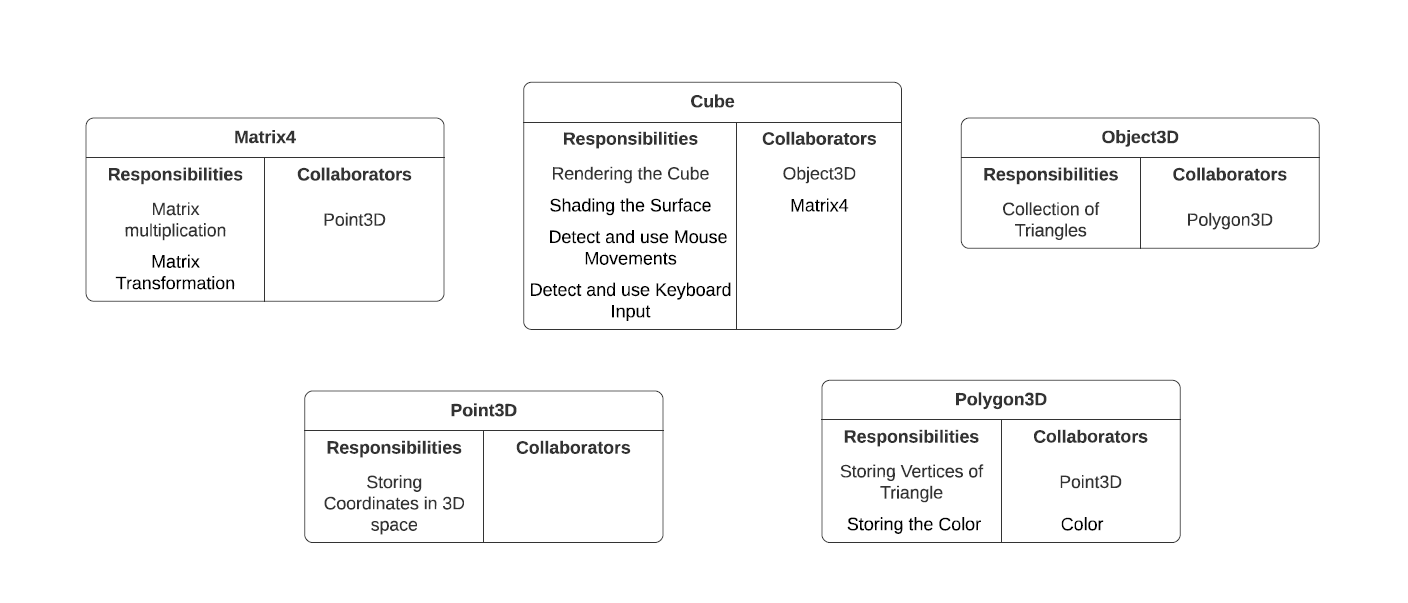 Matrix4
Responsibilities
Collaborators
Matrix
multiplication
Point3D
Matrix
Transformation
Cube
Responsibilities
Collaborators
Rendering the Cube
Object3D
Shading the Surface
Matrix4
Detect and use Mouse
Movements
Detect and use Keyboard
Input
Object3D
Responsibilities
Collaborators
Collection of
Triangles
Polygon3D
Point3D
Responsibilities
Collaborators
Storing
Coordinates in 3D
space
Polygon3D
Responsibilities
Collaborators
Storing Vertices of
Triangle
Point3D
Storing the Color
Color